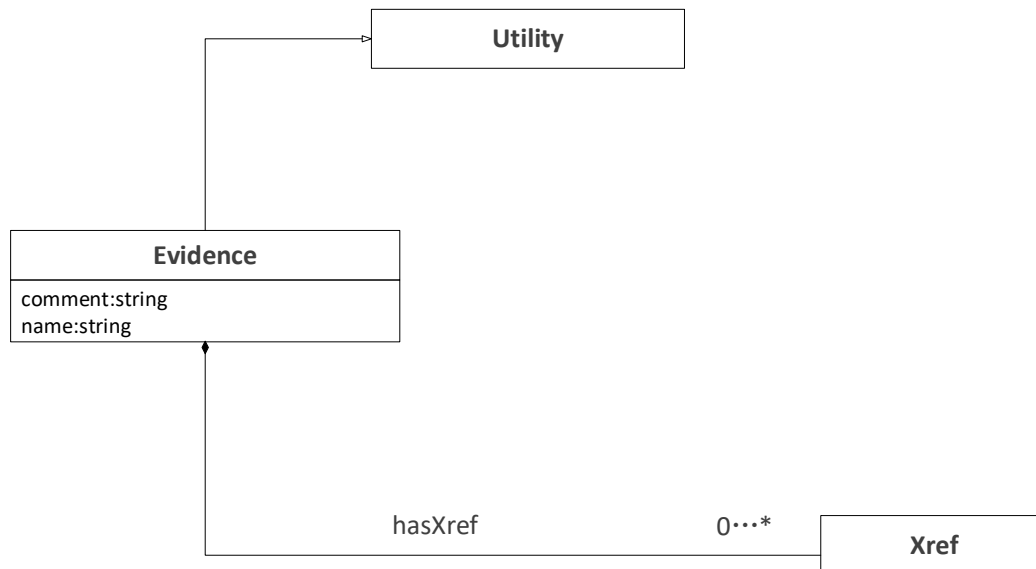 Utility
Evidence
comment:string
name:string
hasXref
0···*
Xref